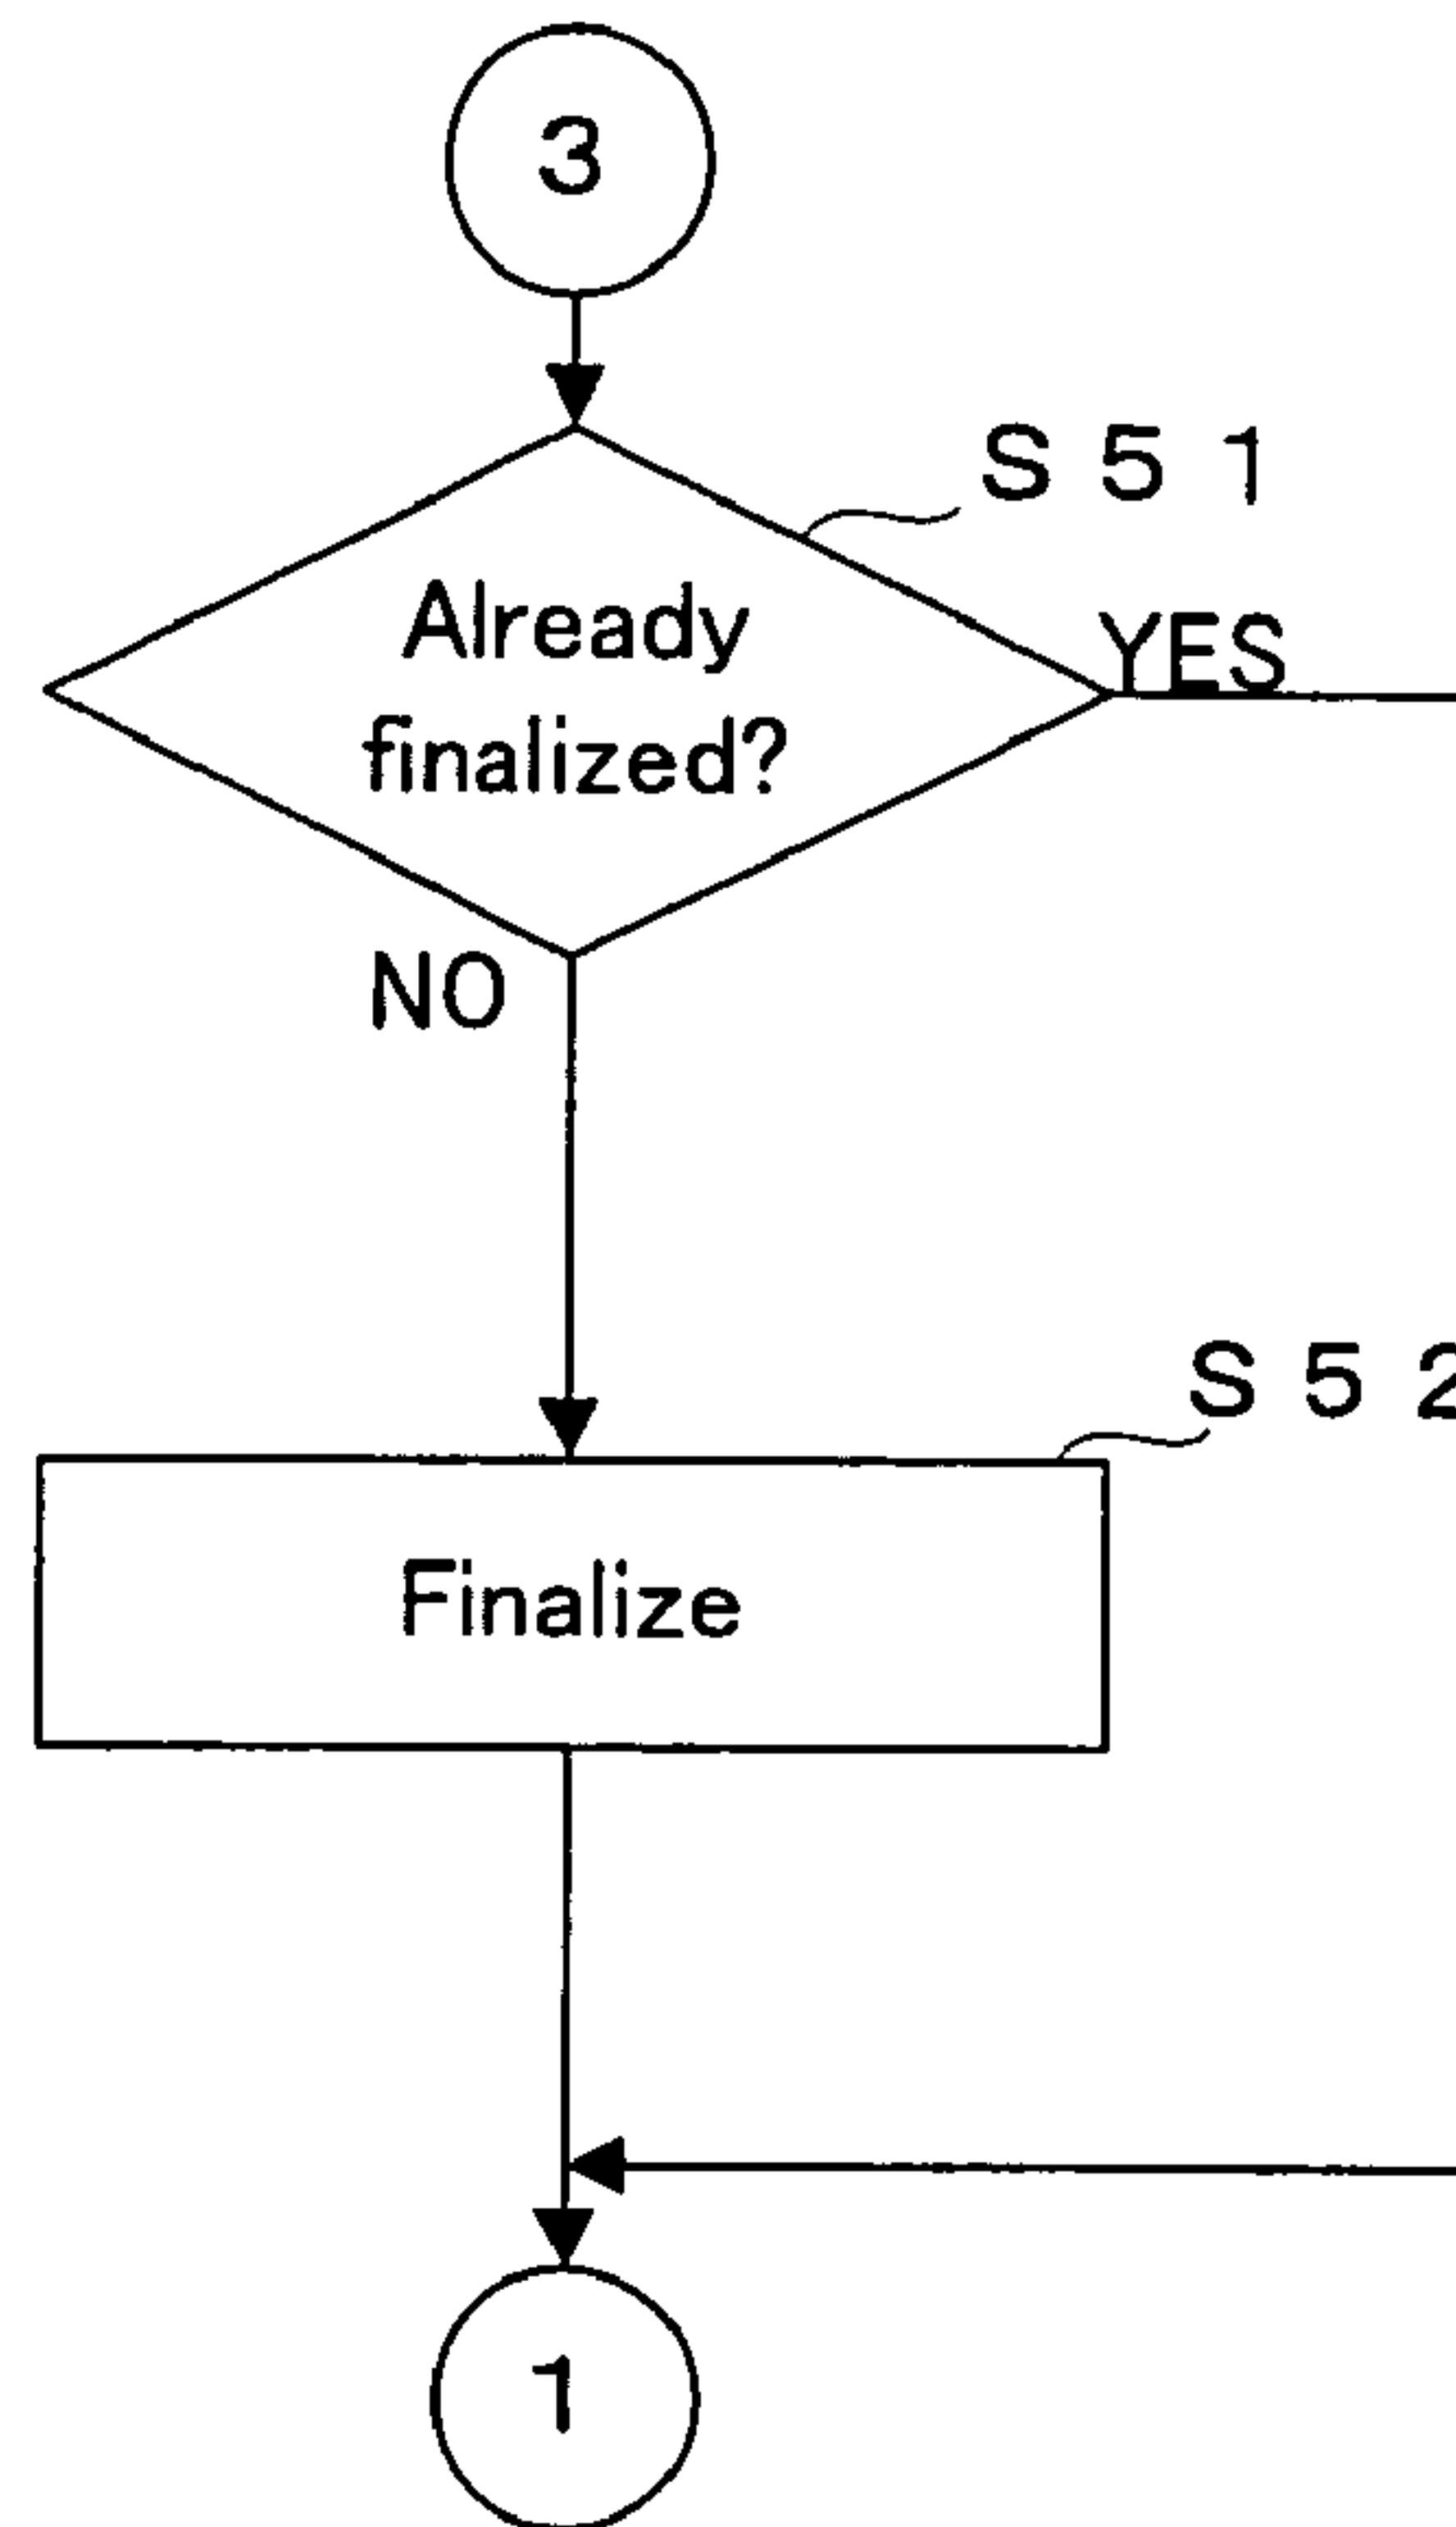 3
S 5 1
Already
finalized?
YES
NO
S 5 2
Finalize
1